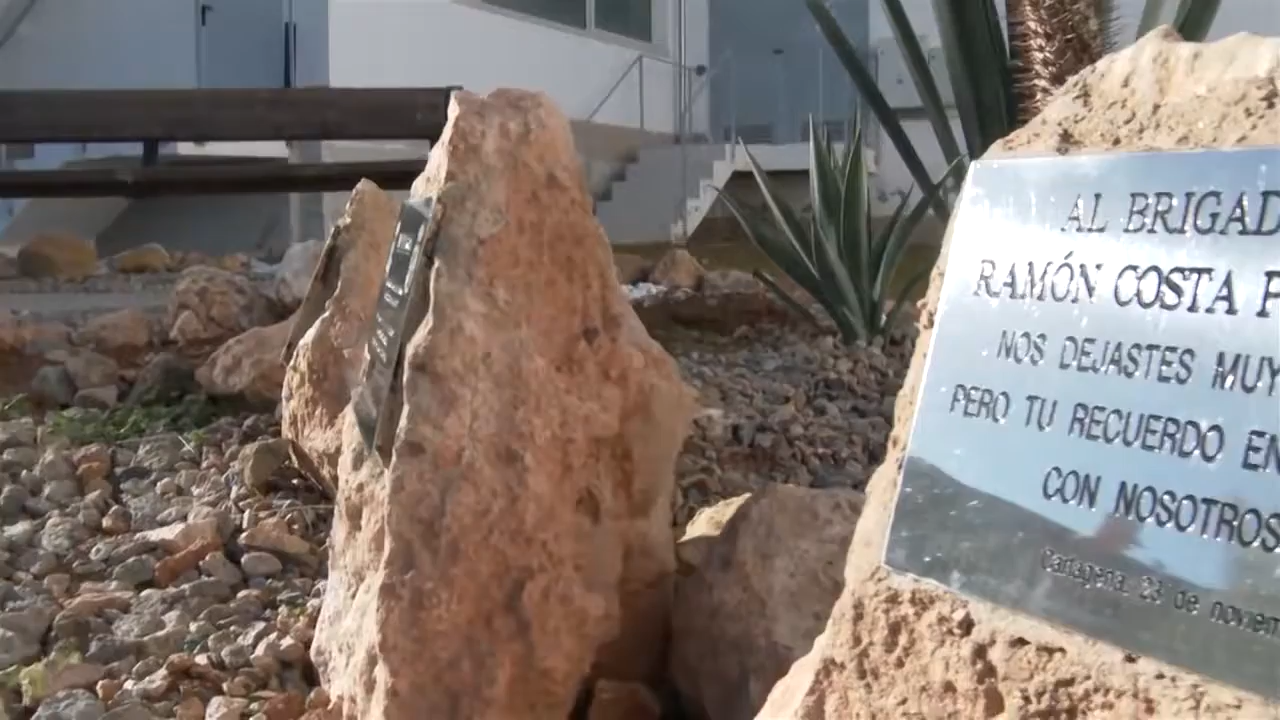 AL BRIGAD
RAMÓN COSTA
NOS DEJASTES MUY
PERO TU RECUERDO EN
CON NOSOTROS
Cartagena, 23 de noviem